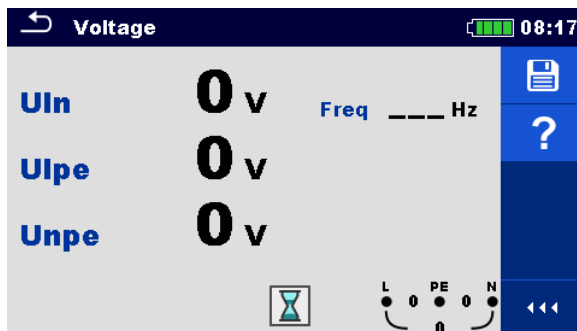 Voltage 08:17
Uln 0 V Freq ___ Hz
Ulpe 0 V
?
Unpe 0 V
L PE N
0 0
0